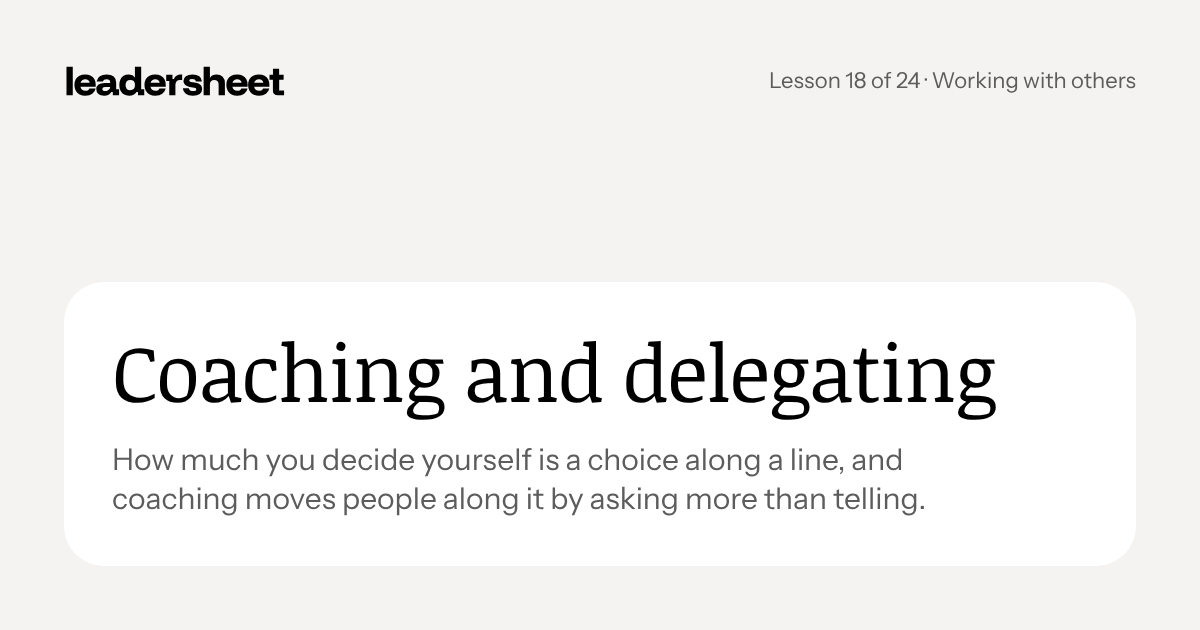 leadersheet
Lesson 18 of 24 · Working with others
Coaching and delegating
How much you decide yourself is a choice along a line, and
coaching moves people along it by asking more than telling.